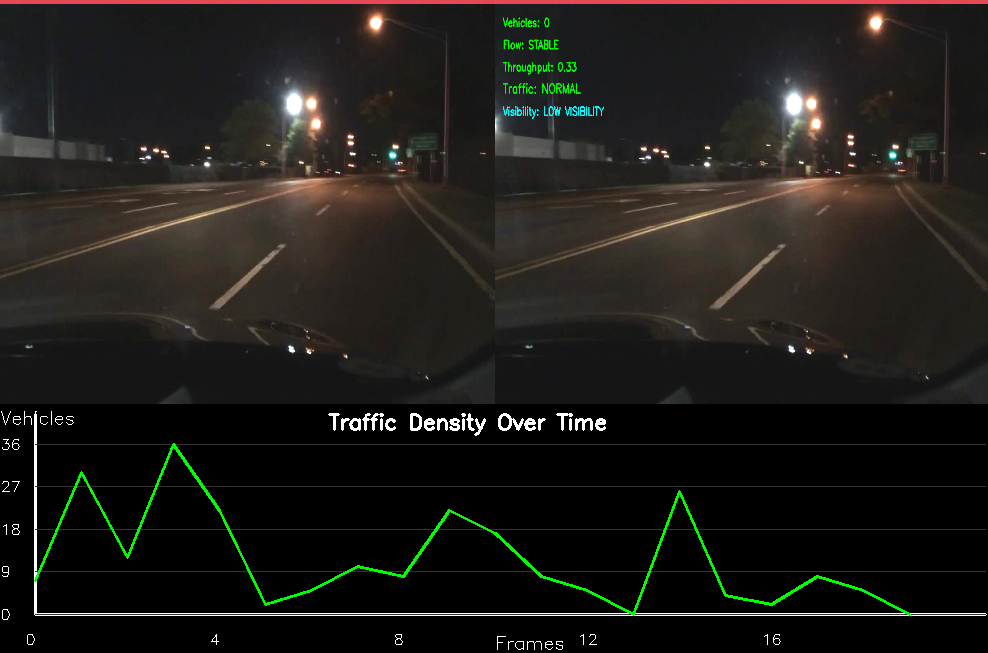 Vehicles: 0
Flow: STABLE
Throughput: 0.33
Traffic: NORMAL
Visibility: LOW VISIBILITY
Vehicles
Traffic Density Over Time
36
27
18
9
0
0 4 8 12 16
Frames